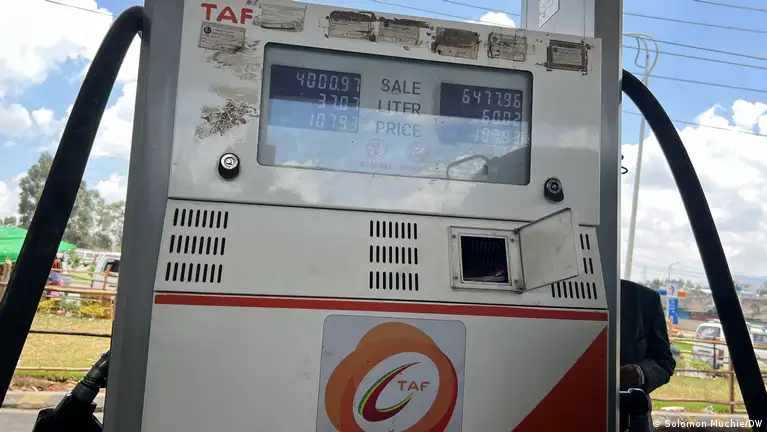 TAF
4000.97 SALE 6477.96
37.07 LITER 60.02
107.93 PRICE 107.93
TAF
© Solomon Muchie/DW